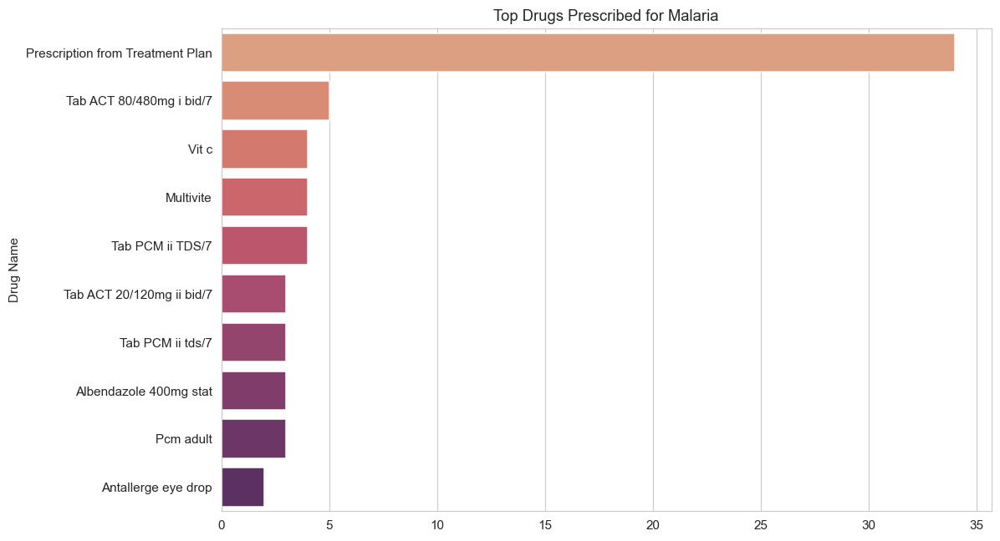 Top Drugs Prescribed for Malaria
Drug Name
Prescription from Treatment Plan
Tab ACT 80/480mg i bid/7
Vit c
Multivite
Tab PCM ii TDS/7
Tab ACT 20/120mg ii bid/7
Tab PCM ii tds/7
Albendazole 400mg stat
Pcm adult
Antallerge eye drop
0 5 10 15 20 25 30 35